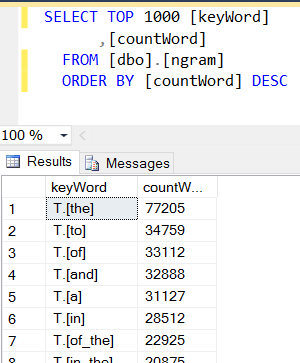 SELECT TOP 1000 [keyWord]
,[countWord]
FROM [dbo].[ngram]
ORDER BY [countWord] DESC
100 %
Results Messages
keyWord countW...
1 T.[the] 77205
2 T.[to] 34759
3 T.[of] 33112
4 T.[and] 32888
5 T.[a] 31127
6 T.[in] 28512
7 T.[of_the] 22925
8 T.[in_the] 20875